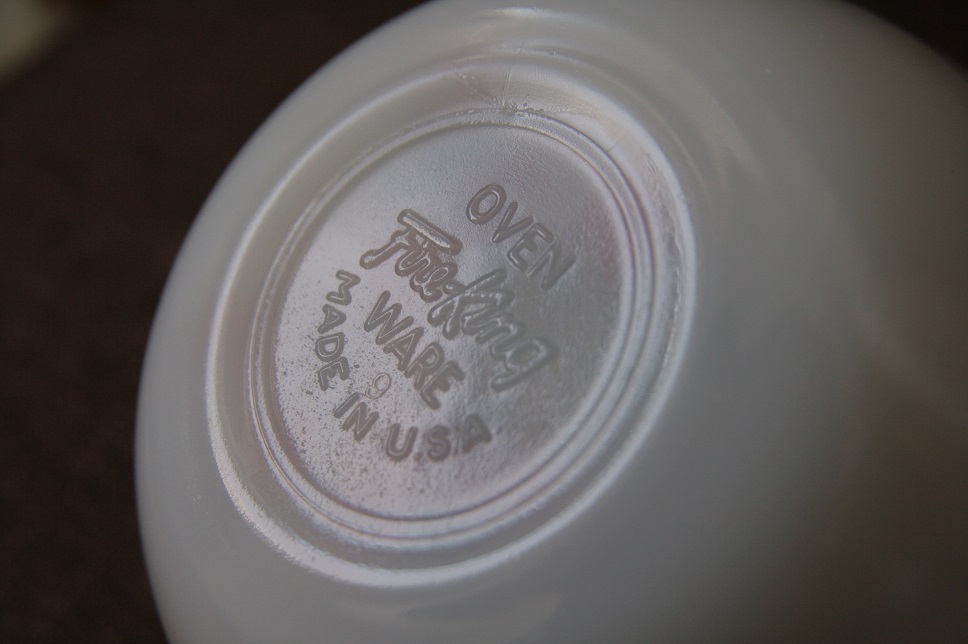 OVEN
Fire-King
WARE
9
MADE IN U.S.A